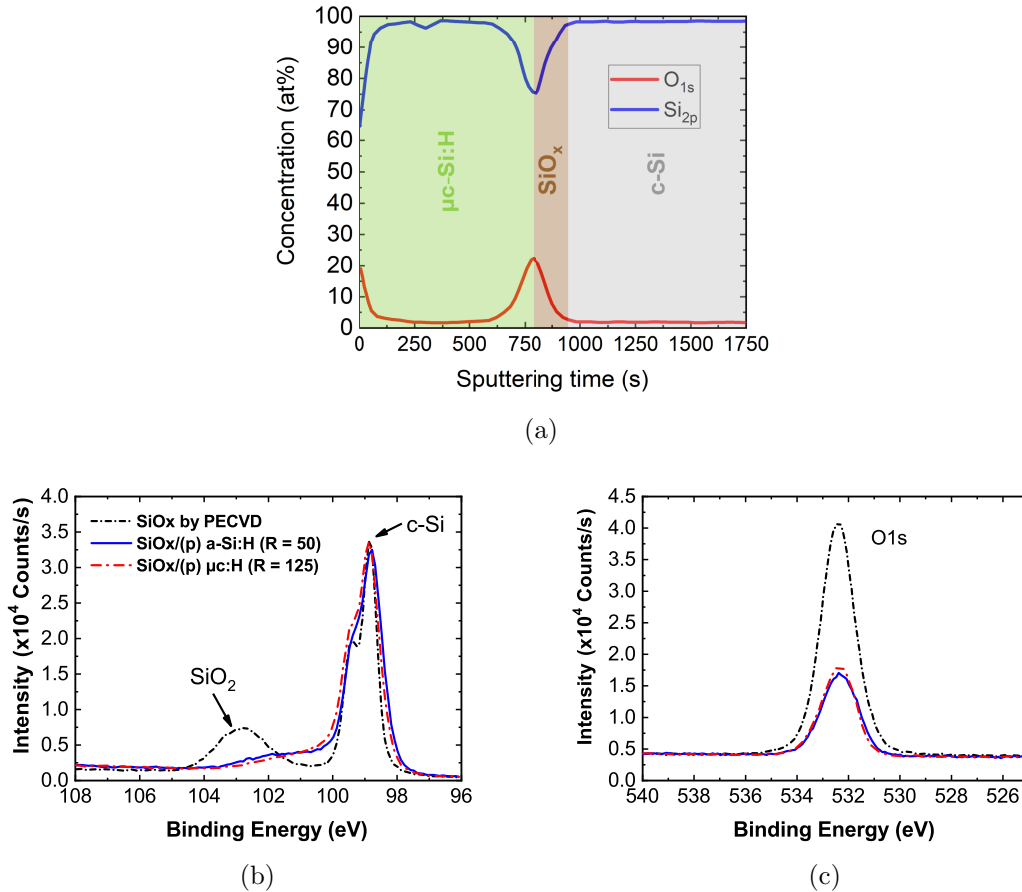 100
90
80
70
60
50
40
30
20
10
0
Concentration (at%)
µc-Si:H
SiOₓ
c-Si
O₁ₛ
Si₂ₚ
0 250 500 750 1000 1250 1500 1750
Sputtering time (s)
(a)
4.0
3.5
3.0
2.5
2.0
1.5
1.0
0.5
0.0
Intensity (x10⁴ Counts/s)
SiOx by PECVD
SiOx/(p) a-Si:H (R = 50)
SiOx/(p) µc:H (R = 125)
c-Si
SiO₂
108 106 104 102 100 98 96
Binding Energy (eV)
(b)
4.5
4.0
3.5
3.0
2.5
2.0
1.5
1.0
0.5
0.0
Intensity (x10⁴ Counts/s)
O1s
540 538 536 534 532 530 528 526
Binding Energy (eV)
(c)